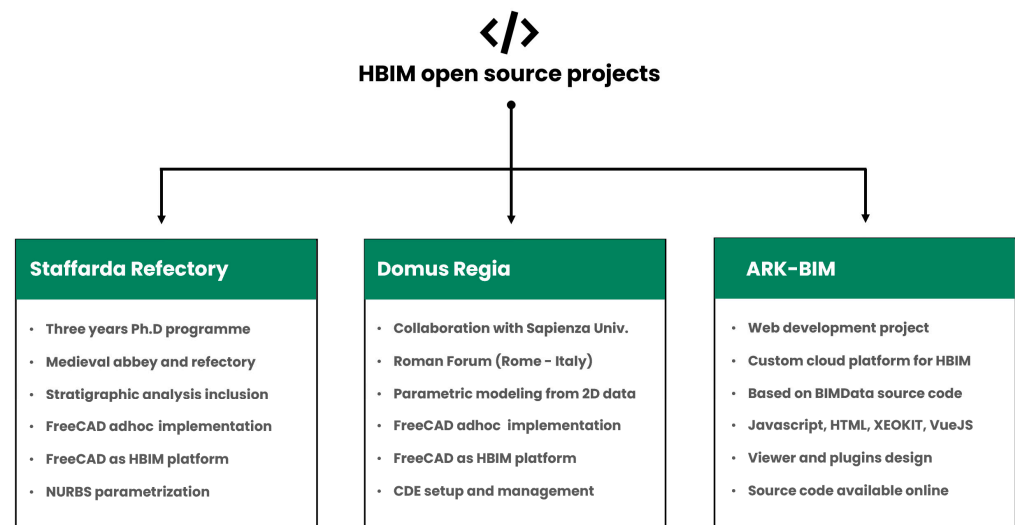 </>
HBIM open source projects
Staffarda Refectory
• Three years Ph.D programme
• Medieval abbey and refectory
• Stratigraphic analysis inclusion
• FreeCAD adhoc implementation
• FreeCAD as HBIM platform
• NURBS parametrization
Domus Regia
• Collaboration with Sapienza Univ.
• Roman Forum (Rome - Italy)
• Parametric modeling from 2D data
• FreeCAD adhoc implementation
• FreeCAD as HBIM platform
• CDE setup and management
ARK-BIM
• Web development project
• Custom cloud platform for HBIM
• Based on BIMData source code
• Javascript, HTML, XEOKIT, VueJS
• Viewer and plugins design
• Source code available online